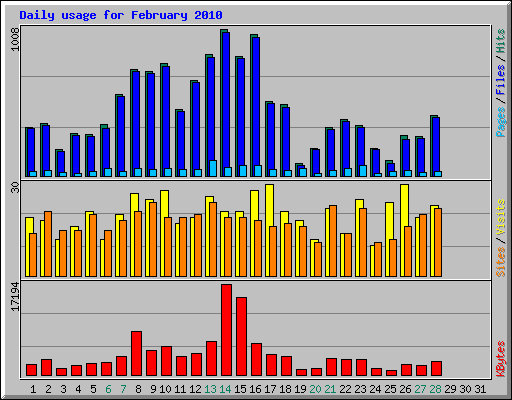 Daily usage for February 2010
1008
Pages / Files / Hits
30
Sites / Visits
17194
KBytes
1 2 3 4 5 6 7 8 9 10 11 12 13 14 15 16 17 18 19 20 21 22 23 24 25 26 27 28 29 30 31